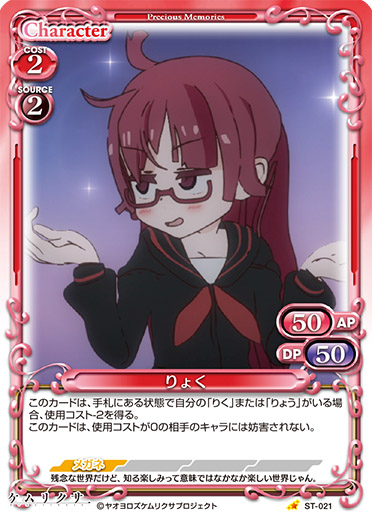 Precious Memories
Character
COST
2
SOURCE
2
50 AP
DP 50
りょく
このカードは、手札にある状態で自分の「りく」または「りょう」がいる場
合、使用コスト-2を得る。
このカードは、使用コストが0の相手のキャラには妨害されない。
メガネ
残念な世界だけど、知る楽しみって意味ではなかなか楽しい世界じゃん。
ケムリクサ
©ヤオヨロズケムリクサプロジェクト
ST-021